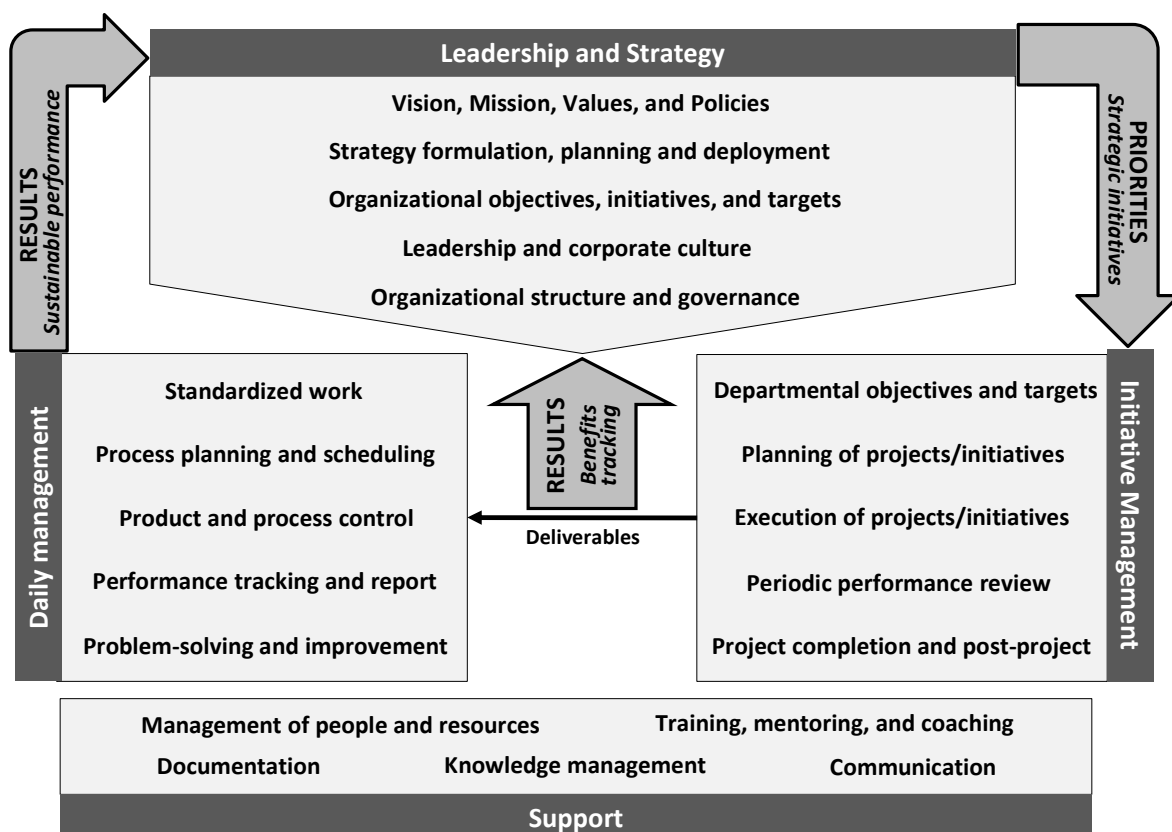 Leadership and Strategy
Vision, Mission, Values, and Policies
Strategy formulation, planning and deployment
Organizational objectives, initiatives, and targets
Leadership and corporate culture
Organizational structure and governance
RESULTS
Sustainable performance
PRIORITIES
Strategic initiatives
Daily management
Standardized work
Process planning and scheduling
Product and process control
Performance tracking and report
Problem-solving and improvement
RESULTS
Benefits
tracking
Deliverables
Departmental objectives and targets
Planning of projects/initiatives
Execution of projects/initiatives
Periodic performance review
Project completion and post-project
Initiative Management
Management of people and resources
Training, mentoring, and coaching
Documentation
Knowledge management
Communication
Support